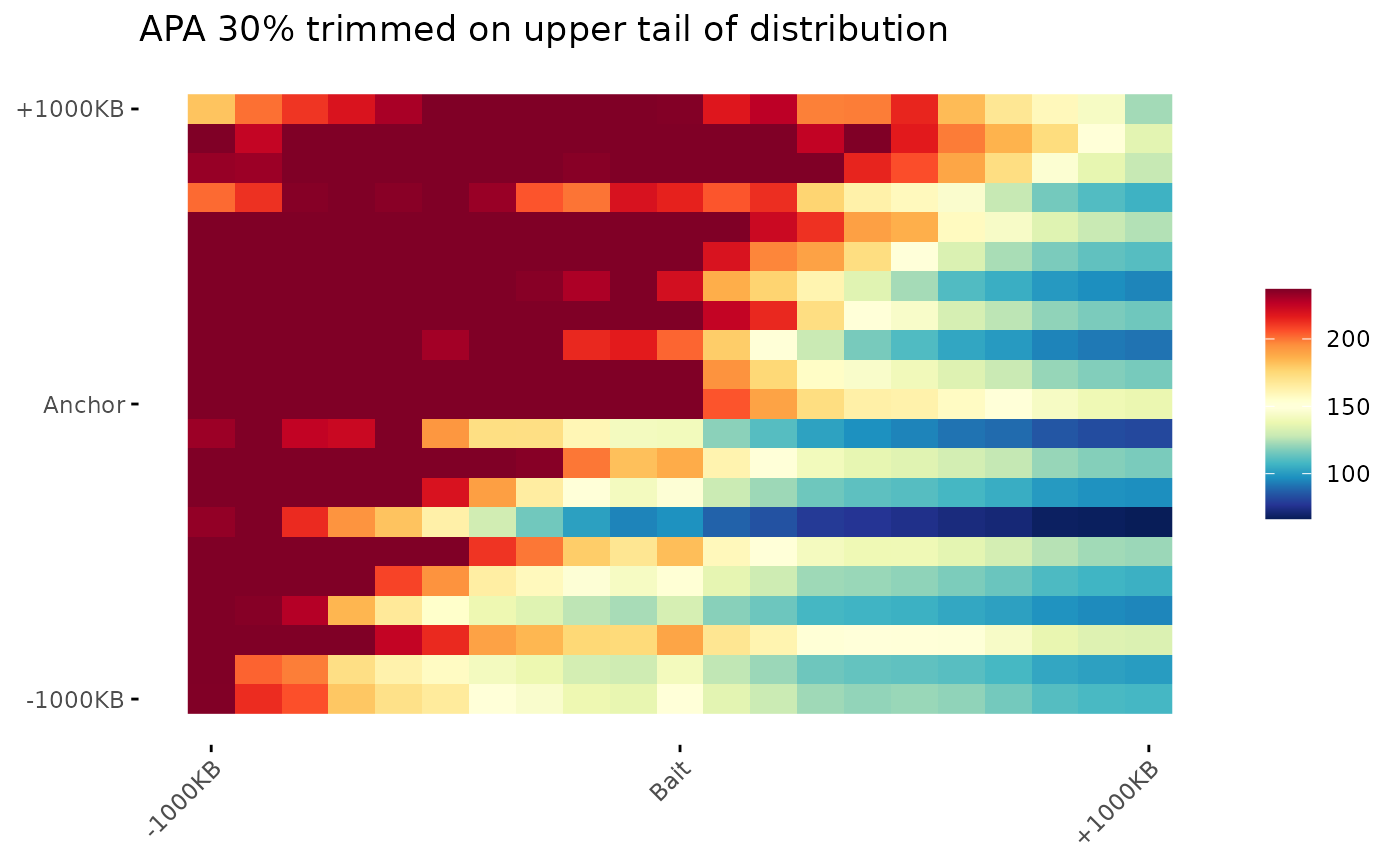 APA 30% trimmed on upper tail of distribution
+1000KB
Anchor
-1000KB
-1000KB
Bait
+1000KB
200
150
100